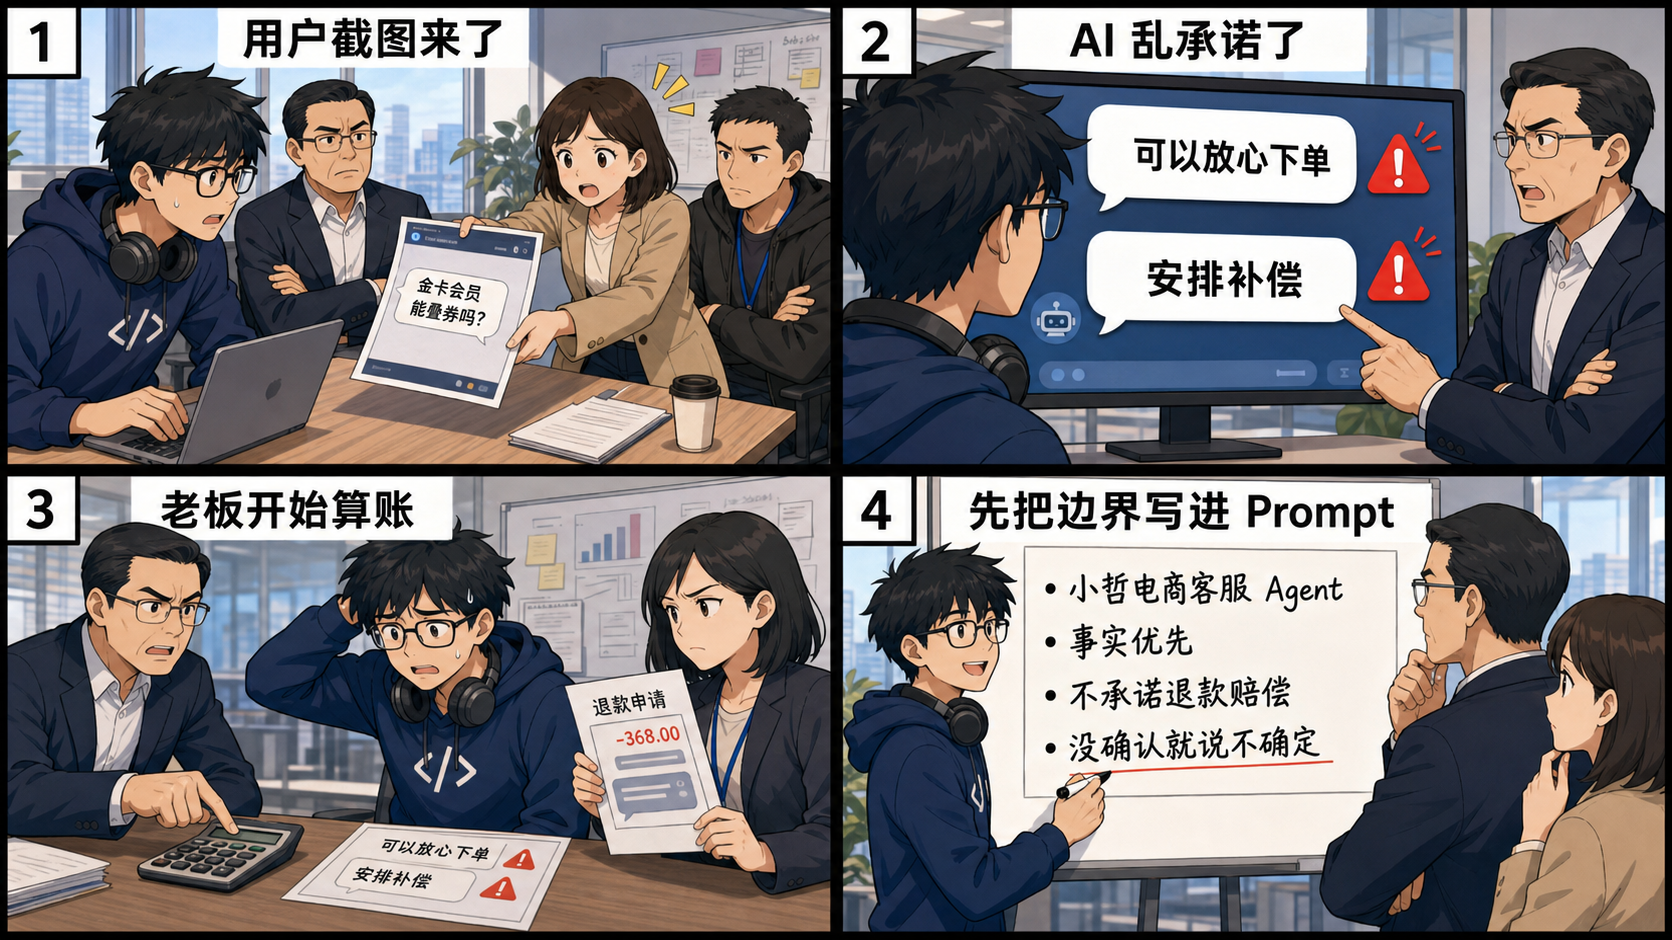 1
用户截图来了
金卡会员
能叠券吗？
2
AI 乱承诺了
可以放心下单
安排补偿
3
老板开始算账
退款申请
-368.00
可以放心下单
安排补偿
4
先把边界写进 Prompt
• 小哲电商客服 Agent
• 事实优先
• 不承诺退款赔偿
• 没确认就说不确定